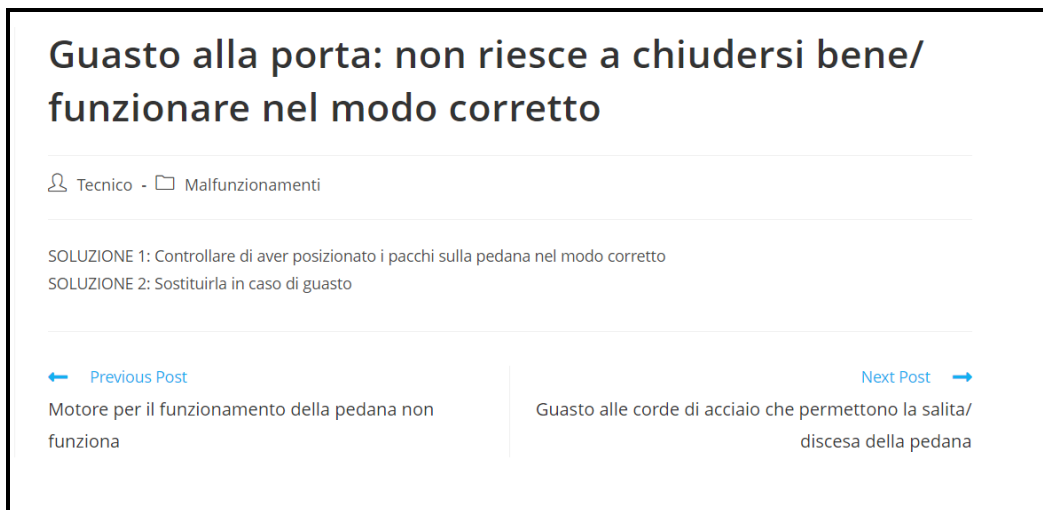 Guasto alla porta: non riesce a chiudersi bene/
funzionare nel modo corretto
Tecnico - Malfunzionamenti
SOLUZIONE 1: Controllare di aver posizionato i pacchi sulla pedana nel modo corretto
SOLUZIONE 2: Sostituirla in caso di guasto
Previous Post
Motore per il funzionamento della pedana non
funziona
Next Post
Guasto alle corde di acciaio che permettono la salita/
discesa della pedana